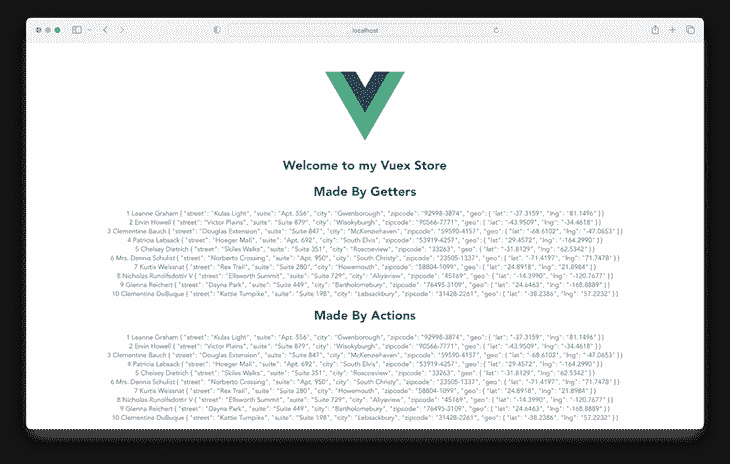 localhost
Welcome to my Vuex Store
Made By Getters
1 Leanne Graham { "street": "Kulas Light", "suite": "Apt. 556", "city": "Gwenborough", "zipcode": "92998-3874", "geo": { "lat": "-37.3159", "lng": "81.1496" } }
2 Ervin Howell { "street": "Victor Plains", "suite": "Suite 879", "city": "Wisokyburgh", "zipcode": "90566-7771", "geo": { "lat": "-43.9509", "lng": "-34.4618" } }
3 Clementine Bauch { "street": "Douglas Extension", "suite": "Suite 847", "city": "McKenziehaven", "zipcode": "59590-4157", "geo": { "lat": "-68.6102", "lng": "-47.0653" } }
4 Patricia Lebsack { "street": "Hoeger Mall", "suite": "Apt. 692", "city": "South Elvis", "zipcode": "53919-4257", "geo": { "lat": "29.4572", "lng": "-164.2990" } }
5 Chelsey Dietrich { "street": "Skiles Walks", "suite": "Suite 351", "city": "Roscoeview", "zipcode": "33263", "geo": { "lat": "-31.8129", "lng": "62.5342" } }
6 Mrs. Dennis Schulist { "street": "Norberto Crossing", "suite": "Apt. 950", "city": "South Christy", "zipcode": "23505-1337", "geo": { "lat": "-71.4197", "lng": "71.7478" } }
7 Kurtis Weissnat { "street": "Rex Trail", "suite": "Suite 280", "city": "Howemouth", "zipcode": "58804-1099", "geo": { "lat": "24.8918", "lng": "21.8984" } }
8 Nicholas Runolfsdottir V { "street": "Ellsworth Summit", "suite": "Suite 729", "city": "Aliyaview", "zipcode": "45169", "geo": { "lat": "-14.3990", "lng": "-120.7677" } }
9 Glenna Reichert { "street": "Dayna Park", "suite": "Suite 449", "city": "Bartholomebury", "zipcode": "76495-3109", "geo": { "lat": "24.6463", "lng": "-168.8889" } }
10 Clementina DuBuque { "street": "Kattie Turnpike", "suite": "Suite 198", "city": "Lebsackbury", "zipcode": "31428-2261", "geo": { "lat": "-38.2386", "lng": "57.2232" } }
Made By Actions
1 Leanne Graham { "street": "Kulas Light", "suite": "Apt. 556", "city": "Gwenborough", "zipcode": "92998-3874", "geo": { "lat": "-37.3159", "lng": "81.1496" } }
2 Ervin Howell { "street": "Victor Plains", "suite": "Suite 879", "city": "Wisokyburgh", "zipcode": "90566-7771", "geo": { "lat": "-43.9509", "lng": "-34.4618" } }
3 Clementine Bauch { "street": "Douglas Extension", "suite": "Suite 847", "city": "McKenziehaven", "zipcode": "59590-4157", "geo": { "lat": "-68.6102", "lng": "-47.0653" } }
4 Patricia Lebsack { "street": "Hoeger Mall", "suite": "Apt. 692", "city": "South Elvis", "zipcode": "53919-4257", "geo": { "lat": "29.4572", "lng": "-164.2990" } }
5 Chelsey Dietrich { "street": "Skiles Walks", "suite": "Suite 351", "city": "Roscoeview", "zipcode": "33263", "geo": { "lat": "-31.8129", "lng": "62.5342" } }
6 Mrs. Dennis Schulist { "street": "Norberto Crossing", "suite": "Apt. 950", "city": "South Christy", "zipcode": "23505-1337", "geo": { "lat": "-71.4197", "lng": "71.7478" } }
7 Kurtis Weissnat { "street": "Rex Trail", "suite": "Suite 280", "city": "Howemouth", "zipcode": "58804-1099", "geo": { "lat": "24.8918", "lng": "21.8984" } }
8 Nicholas Runolfsdottir V { "street": "Ellsworth Summit", "suite": "Suite 729", "city": "Aliyaview", "zipcode": "45169", "geo": { "lat": "-14.3990", "lng": "-120.7677" } }
9 Glenna Reichert { "street": "Dayna Park", "suite": "Suite 449", "city": "Bartholomebury", "zipcode": "76495-3109", "geo": { "lat": "24.6463", "lng": "-168.8889" } }
10 Clementina DuBuque { "street": "Kattie Turnpike", "suite": "Suite 198", "city": "Lebsackbury", "zipcode": "31428-2261", "geo": { "lat": "-38.2386", "lng": "57.2232" } }